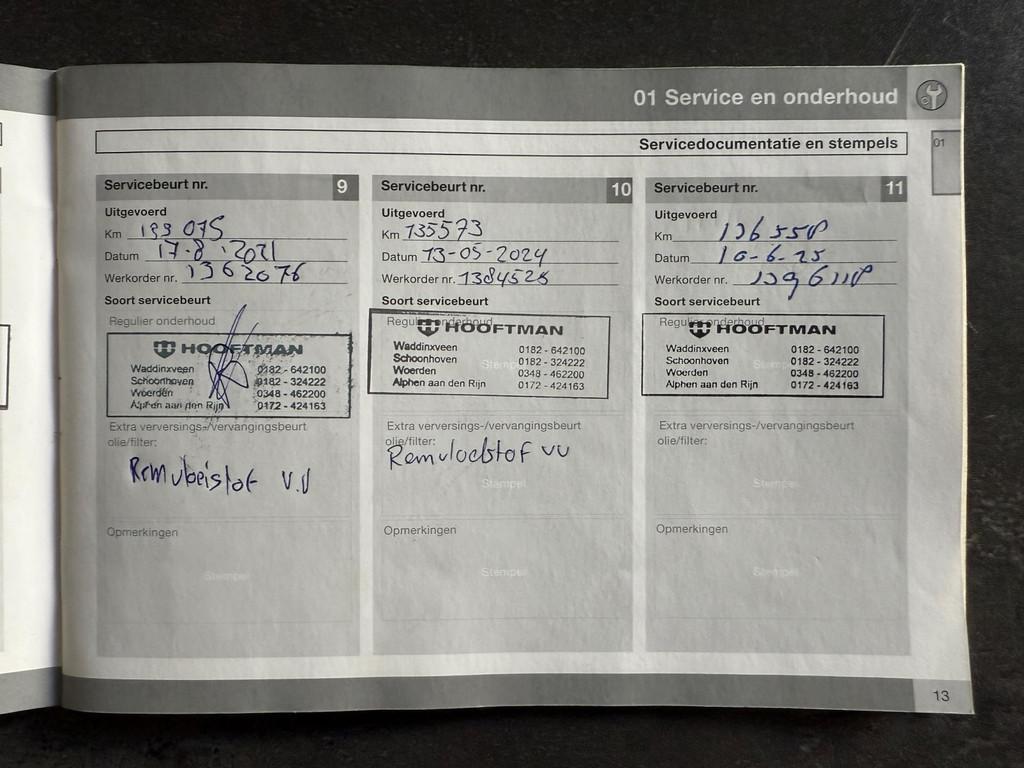 01 Service en onderhoud
01
Servicedocumentatie en stempels
Servicebeurt nr. 9
Uitgevoerd
Km 133 075
Datum 17-8-2021
Werkorder nr. 1362076
Soort servicebeurt
Regulier onderhoud
HOOFTMAN
Waddinxveen 0182 - 642100
Schoonhoven 0182 - 324222
Woerden 0348 - 462200
Alphen aan den Rijn 0172 - 424163
Extra verversings-/vervangingsbeurt
olie/filter:
V.V
Opmerkingen
Stempel
Servicebeurt nr. 10
Uitgevoerd
Km 135573
Datum 13-05-2024
Werkorder nr. 1384528
Soort servicebeurt
Regulier onderhoud
HOOFTMAN
Waddinxveen 0182 - 642100
Schoonhoven 0182 - 324222
Woerden 0348 - 462200
Alphen aan den Rijn 0172 - 424163
Extra verversings-/vervangingsbeurt
olie/filter:
Remvloeistof vv
Stempel
Opmerkingen
Stempel
Servicebeurt nr. 11
Uitgevoerd
Km 136550
Datum 10-6-25
Werkorder nr.
Soort servicebeurt
Regulier onderhoud
HOOFTMAN
Waddinxveen 0182 - 642100
Schoonhoven 0182 - 324222
Woerden 0348 - 462200
Alphen aan den Rijn 0172 - 424163
Extra verversings-/vervangingsbeurt
olie/filter:
Stempel
Opmerkingen
Stempel
13